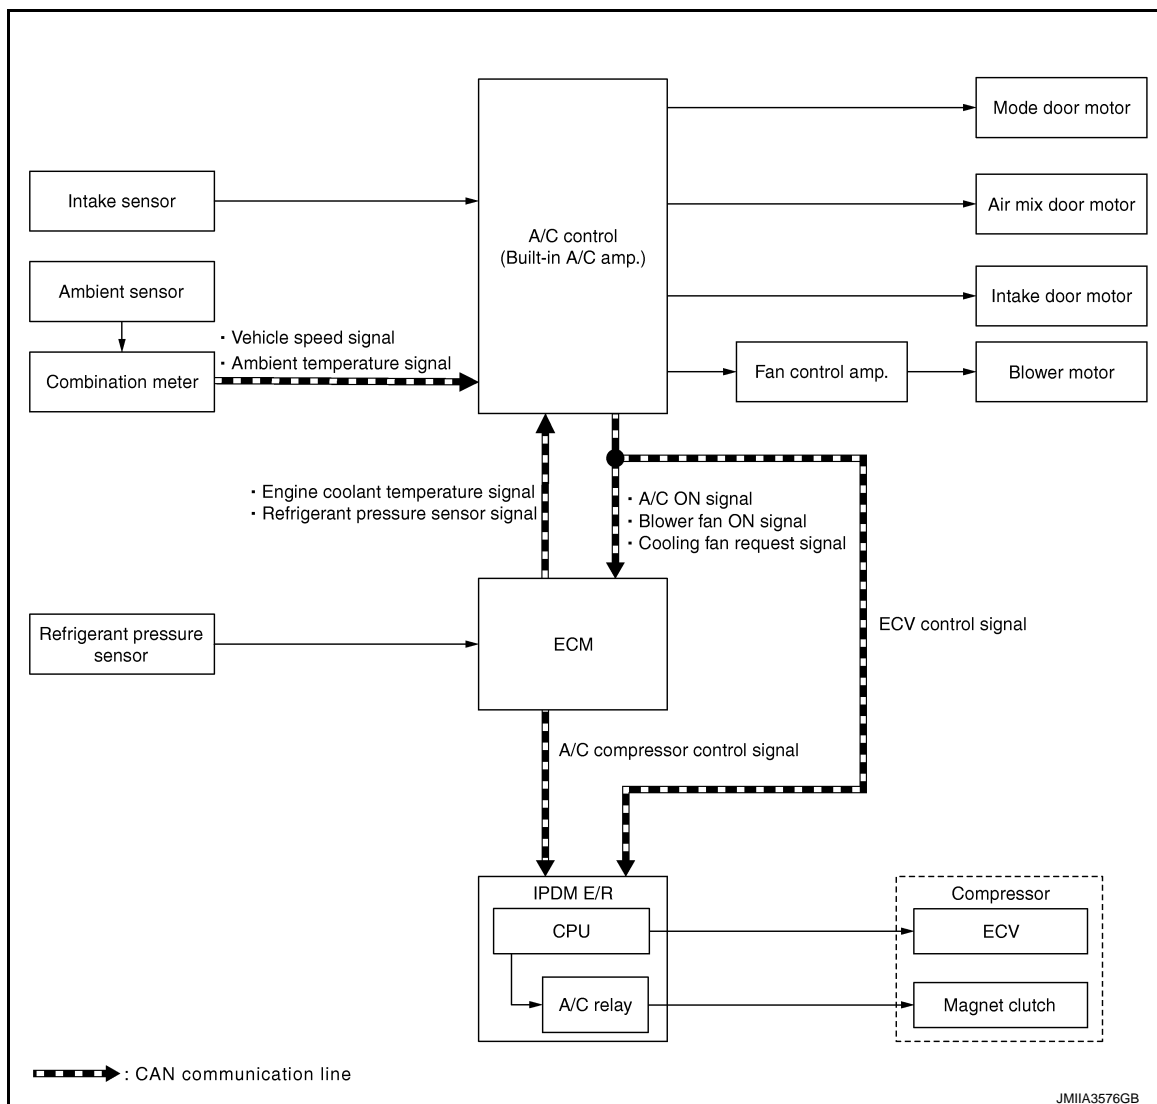 Mode door motor
Intake sensor
Air mix door motor
A/C control
(Built-in A/C amp.)
Ambient sensor
Intake door motor
・Vehicle speed signal
・Ambient temperature signal
Combination meter
Fan control amp.
Blower motor
・Engine coolant temperature signal
・Refrigerant pressure sensor signal
・A/C ON signal
・Blower fan ON signal
・Cooling fan request signal
Refrigerant pressure
sensor
ECM
ECV control signal
A/C compressor control signal
IPDM E/R
CPU
A/C relay
Compressor
ECV
Magnet clutch
: CAN communication line
JMIIA3576GB